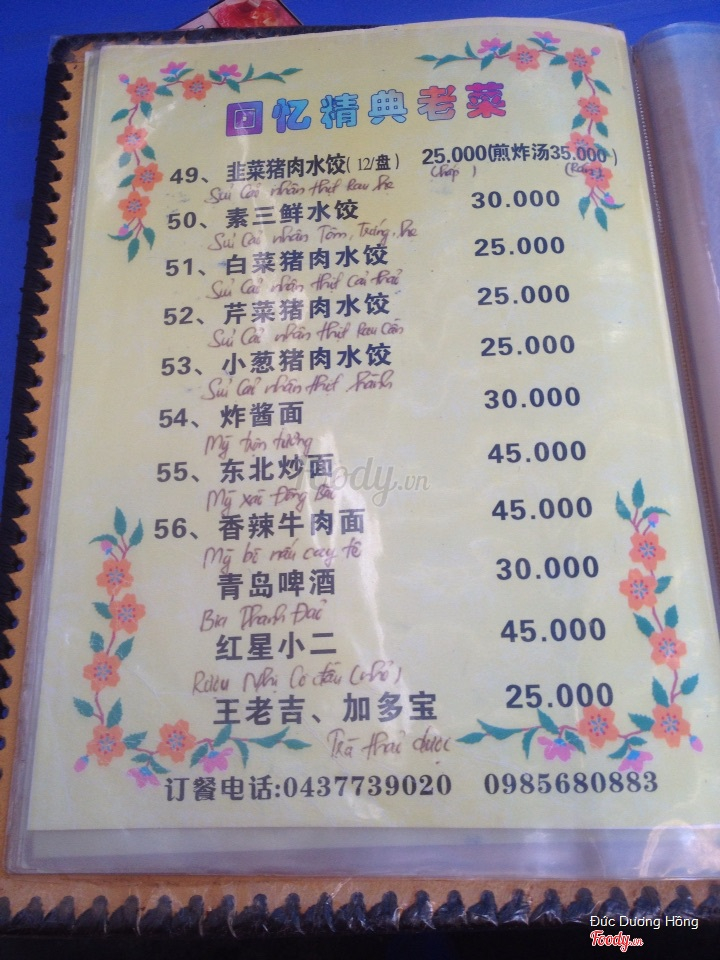 回忆精典老菜
49、韭菜猪肉水饺(12/盘) 25.000(煎炸汤35.000)
Sủi Cảo nhân thịt Rau hẹ (hấp) (Rán)
50、素三鲜水饺 30.000
Sủi Cảo nhân Tôm, Trứng, hẹ
51、白菜猪肉水饺 25.000
Sủi Cảo nhân thịt Cải thảo
52、芹菜猪肉水饺 25.000
Sủi Cảo nhân thịt Rau Cần
53、小葱猪肉水饺 25.000
Sủi Cảo nhân thịt hành
54、炸酱面 30.000
Mỳ trộn tương
55、东北炒面 45.000
Mỳ xào Đông Bắc
56、香辣牛肉面 45.000
Mỳ bò nấu cay tê
青岛啤酒 30.000
Bia Thanh Đảo
红星小二 45.000
Rượu Nhị Cơ đầu (nhỏ)
王老吉、加多宝 25.000
Trà thảo dược
订餐电话:0437739020 0985680883
Foody.vn
Đức Dương Hồng
Foody.vn